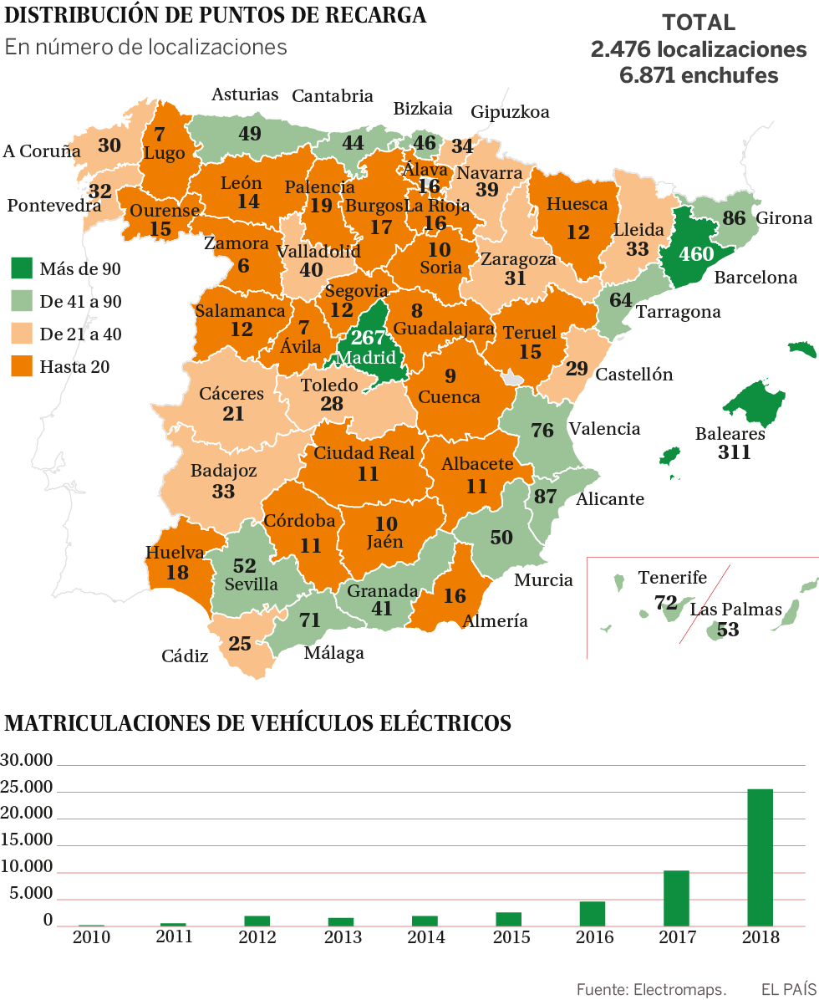 DISTRIBUCIÓN DE PUNTOS DE RECARGA
En número de localizaciones
TOTAL
2.476 localizaciones
6.871 enchufes
Asturias
49
Cantabria
44
Bizkaia
46
Gipuzkoa
34
A Coruña
30
7
Lugo
Pontevedra
32
Ourense
15
León
14
Palencia
19
Burgos
17
Álava
16
La Rioja
16
Navarra
39
Huesca
12
Lleida
33
Girona
86
460
Barcelona
Zamora
6
Valladolid
40
10
Soria
Zaragoza
31
64
Tarragona
Más de 90
De 41 a 90
De 21 a 40
Hasta 20
Segovia
12
Salamanca
12
7
Ávila
267
Madrid
8
Guadalajara
Teruel
15
29
Castellón
Cáceres
21
Toledo
28
9
Cuenca
76
Valencia
Baleares
311
Badajoz
33
Ciudad Real
11
Albacete
11
87
Alicante
Huelva
18
52
Sevilla
Córdoba
11
10
Jaén
50
Murcia
Granada
41
16
Almería
Cádiz
25
71
Málaga
Tenerife
72
Las Palmas
53
MATRICULACIONES DE VEHÍCULOS ELÉCTRICOS
30.000
25.000
20.000
15.000
10.000
5.000
0
2010 2011 2012 2013 2014 2015 2016 2017 2018
Fuente: Electromaps. EL PAÍS